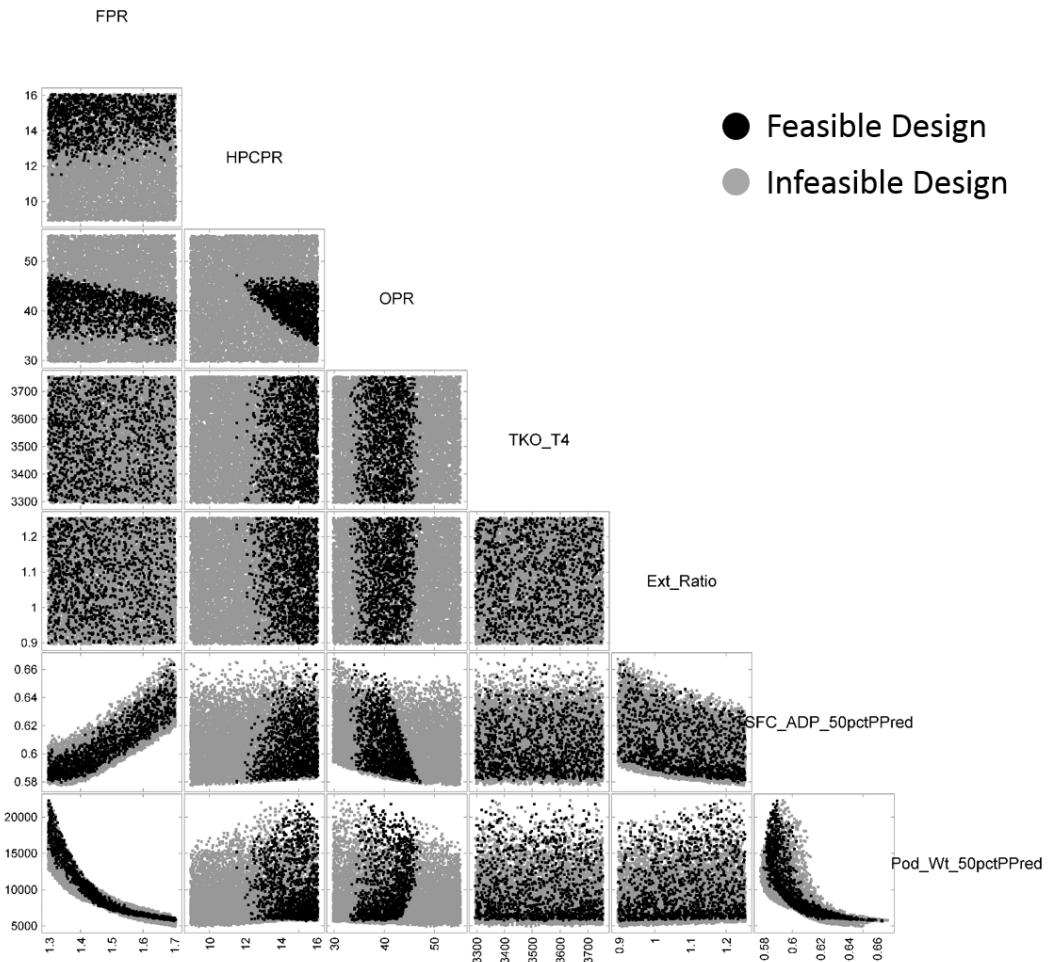 FPR
16
14
12
10
HPCPR
Feasible Design
Infeasible Design
50
40
30
OPR
3700
3600
3500
3400
3300
TKO_T4
1.2
1.1
1
0.9
Ext_Ratio
0.66
0.64
0.62
0.6
0.58
SFC_ADP_50pctPPred
20000
15000
10000
5000
Pod_Wt_50pctPPred
1.3 1.4 1.5 1.6 1.7 10 12 14 16 30 40 50 3300 3400 3500 3600 3700 0.9 1 1.1 1.2 0.58 0.6 0.62 0.64 0.66